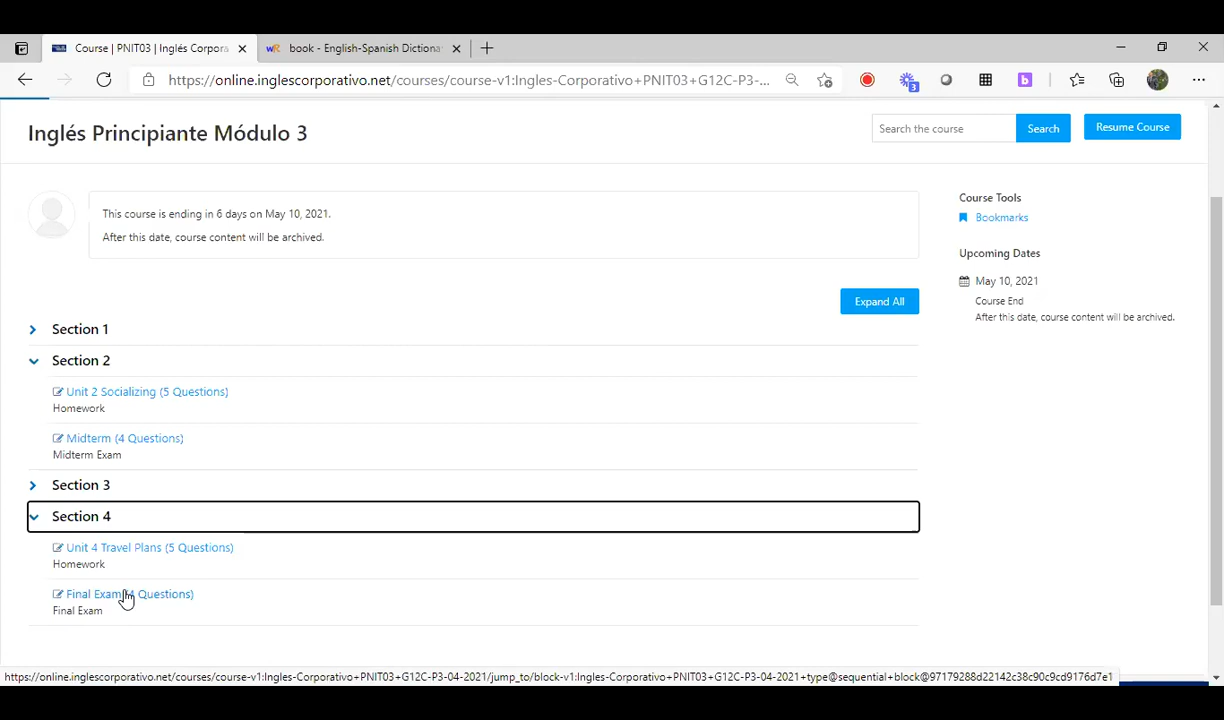 Course | PNIT03 | Inglés Corpora
book - English-Spanish Dictiona
https://online.inglescorporativo.net/courses/course-v1:Ingles-Corporativo+PNIT03+G12C-P3-...
3
b
Inglés Principiante Módulo 3
Search the course
Search
Resume Course
This course is ending in 6 days on May 10, 2021.
After this date, course content will be archived.
Course Tools
Bookmarks
Upcoming Dates
May 10, 2021
Course End
After this date, course content will be archived.
Expand All
Section 1
Section 2
Unit 2 Socializing (5 Questions)
Homework
Midterm (4 Questions)
Midterm Exam
Section 3
Section 4
Unit 4 Travel Plans (5 Questions)
Homework
Final Exam (4 Questions)
Final Exam
https://online.inglescorporativo.net/courses/course-v1:Ingles-Corporativo+PNIT03+G12C-P3-04-2021/jump_to/block-v1:Ingles-Corporativo+PNIT03+G12C-P3-04-2021+type@sequential+block@97179288d22142c38c90c9cd9176d7e1